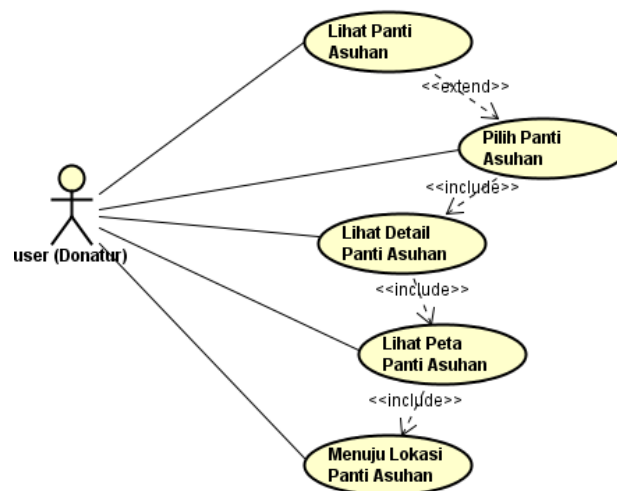 Lihat Panti
Asuhan
<<extend>>
Pilih Panti
Asuhan
<<include>>
user (Donatur)
Lihat Detail
Panti Asuhan
<<include>>
Lihat Peta
Panti Asuhan
<<include>>
Menuju Lokasi
Panti Asuhan